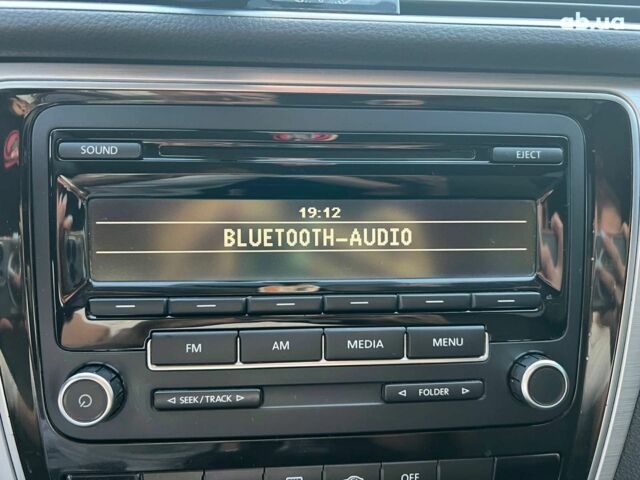 ab.ua
SOUND
EJECT
19:12
BLUETOOTH-AUDIO
FM
AM
MEDIA
MENU
◁ SEEK/TRACK ▷
◁ FOLDER ▷
OFF